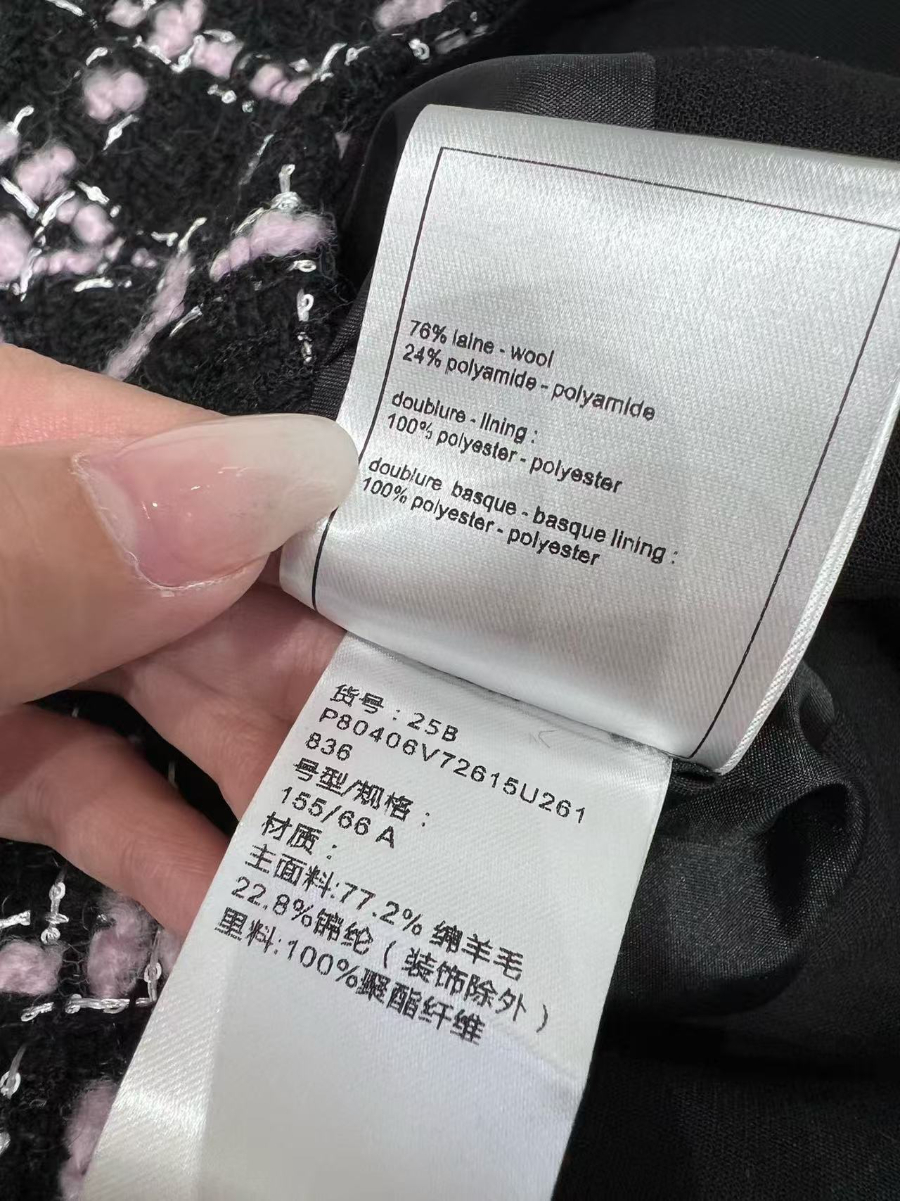 76% laine - wool
24% polyamide - polyamide
doublure - lining :
100% polyester - polyester
doublure basque - basque lining :
100% polyester - polyester
货号：25B
P80406V72615U261
836
号型/规格：
155/66 A
材质：
主面料:77.2% 绵羊毛
22.8%锦纶（装饰除外）
里料:100%聚酯纤维